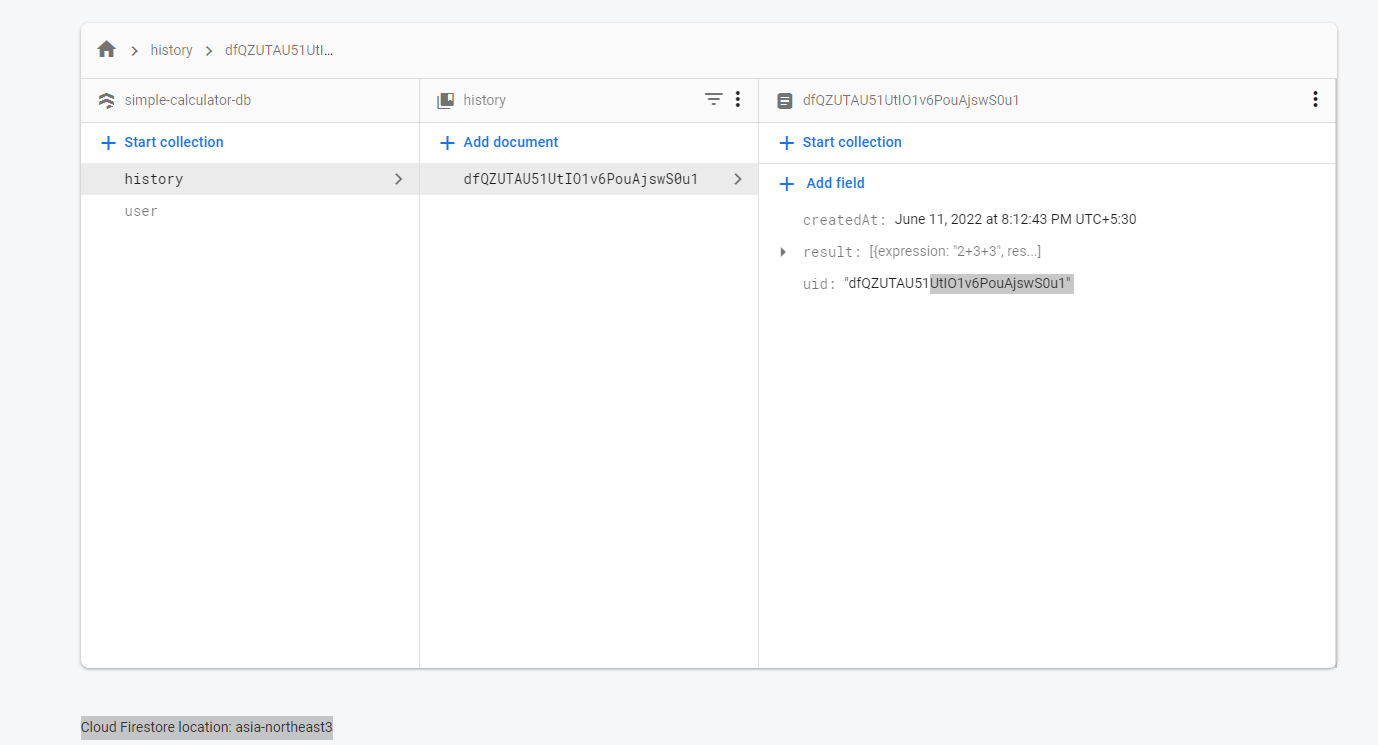 history dfQZUTAU51UtI...
simple-calculator-db
history
dfQZUTAU51UtIO1v6PouAjswS0u1
Start collection
Add document
Start collection
history
user
dfQZUTAU51UtIO1v6PouAjswS0u1
Add field
createdAt: June 11, 2022 at 8:12:43 PM UTC+5:30
result: [{expression: "2+3+3", res...]
uid: "dfQZUTAU51UtIO1v6PouAjswS0u1"
Cloud Firestore location: asia-northeast3